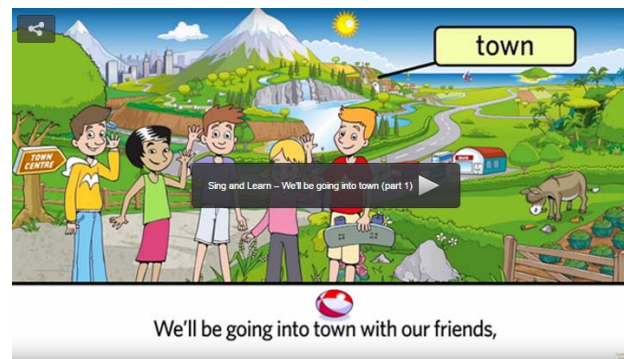 town
TOWN
CENTRE
Sing and Learn – We'll be going into town (part 1)
We'll be going into town with our friends,